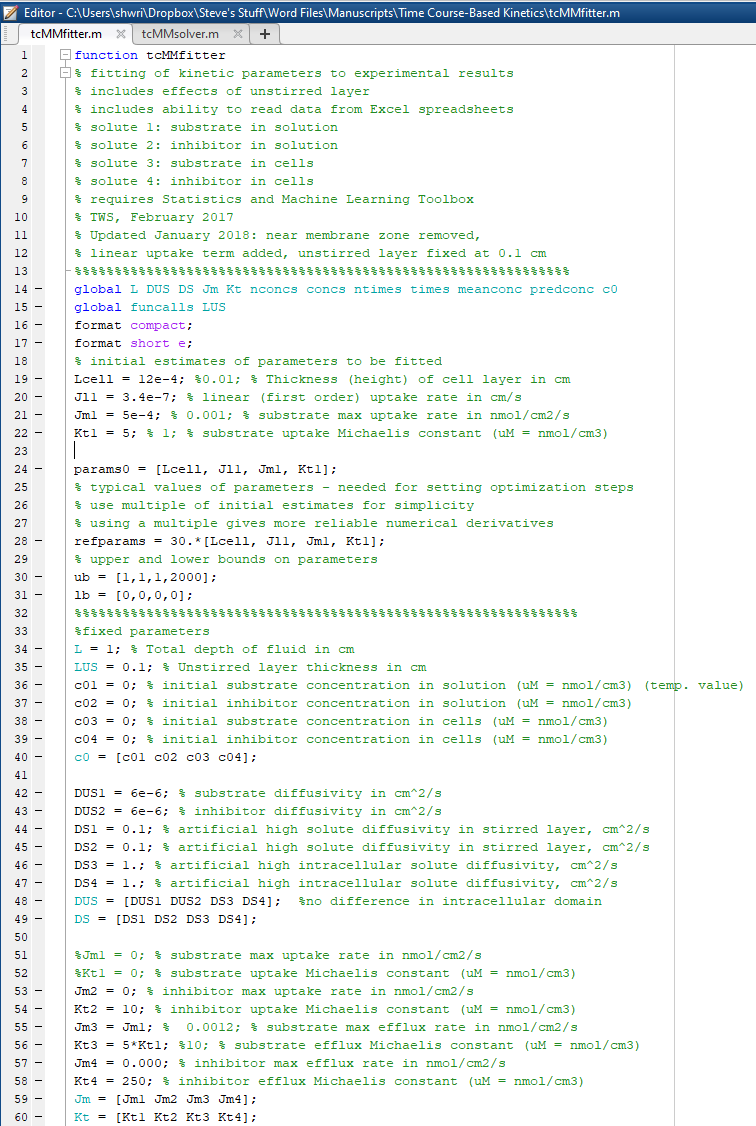 Editor - C:\Users\shwri\Dropbox\Steve's Stuff\Word Files\Manuscripts\Time Course-Based Kinetics\tcMMfitter.m
tcMMfitter.m × tcMMsolver.m × +
1 function tcMMfitter
2 % fitting of kinetic parameters to experimental results
3 % includes effects of unstirred layer
4 % includes ability to read data from Excel spreadsheets
5 % solute 1: substrate in solution
6 % solute 2: inhibitor in solution
7 % solute 3: substrate in cells
8 % solute 4: inhibitor in cells
9 % requires Statistics and Machine Learning Toolbox
10 % TWS, February 2017
11 % Updated January 2018: near membrane zone removed,
12 % linear uptake term added, unstirred layer fixed at 0.1 cm
13 %%%%%%%%%%%%%%%%%%%%%%%%%%%%%%%%%%%%%%%%%%%%%%%%%%%%%%%%%%%%%%
14 – global L DUS DS Jm Kt nconcs concs ntimes times meanconc predconc c0
15 – global funcalls LUS
16 – format compact;
17 – format short e;
18 % initial estimates of parameters to be fitted
19 – Lcell = 12e-4; %0.01; % Thickness (height) of cell layer in cm
20 – Jl1 = 3.4e-7; % linear (first order) uptake rate in cm/s
21 – Jm1 = 5e-4; % 0.001; % substrate max uptake rate in nmol/cm2/s
22 – Kt1 = 5; % 1; % substrate uptake Michaelis constant (uM = nmol/cm3)
23
24 – params0 = [Lcell, Jl1, Jm1, Kt1];
25 % typical values of parameters - needed for setting optimization steps
26 % use multiple of initial estimates for simplicity
27 % using a multiple gives more reliable numerical derivatives
28 – refparams = 30.*[Lcell, Jl1, Jm1, Kt1];
29 % upper and lower bounds on parameters
30 – ub = [1,1,1,2000];
31 – lb = [0,0,0,0];
32 %%%%%%%%%%%%%%%%%%%%%%%%%%%%%%%%%%%%%%%%%%%%%%%%%%%%%%%%%%%%%%%
33 %fixed parameters
34 – L = 1; % Total depth of fluid in cm
35 – LUS = 0.1; % Unstirred layer thickness in cm
36 – c01 = 0; % initial substrate concentration in solution (uM = nmol/cm3) (temp. value)
37 – c02 = 0; % initial inhibitor concentration in solution (uM = nmol/cm3)
38 – c03 = 0; % initial substrate concentration in cells (uM = nmol/cm3)
39 – c04 = 0; % initial inhibitor concentration in cells (uM = nmol/cm3)
40 – c0 = [c01 c02 c03 c04];
41
42 – DUS1 = 6e-6; % substrate diffusivity in cm^2/s
43 – DUS2 = 6e-6; % inhibitor diffusivity in cm^2/s
44 – DS1 = 0.1; % artificial high solute diffusivity in stirred layer, cm^2/s
45 – DS2 = 0.1; % artificial high solute diffusivity in stirred layer, cm^2/s
46 – DS3 = 1.; % artificial high intracellular solute diffusivity, cm^2/s
47 – DS4 = 1.; % artificial high intracellular solute diffusivity, cm^2/s
48 – DUS = [DUS1 DUS2 DS3 DS4]; %no difference in intracellular domain
49 – DS = [DS1 DS2 DS3 DS4];
50
51 %Jm1 = 0; % substrate max uptake rate in nmol/cm2/s
52 %Kt1 = 0; % substrate uptake Michaelis constant (uM = nmol/cm3)
53 – Jm2 = 0; % inhibitor max uptake rate in nmol/cm2/s
54 – Kt2 = 10; % inhibitor uptake Michaelis constant (uM = nmol/cm3)
55 – Jm3 = Jm1; % 0.0012; % substrate max efflux rate in nmol/cm2/s
56 – Kt3 = 5*Kt1; %10; % substrate efflux Michaelis constant (uM = nmol/cm3)
57 – Jm4 = 0.000; % inhibitor max efflux rate in nmol/cm2/s
58 – Kt4 = 250; % inhibitor efflux Michaelis constant (uM = nmol/cm3)
59 – Jm = [Jm1 Jm2 Jm3 Jm4];
60 – Kt = [Kt1 Kt2 Kt3 Kt4];